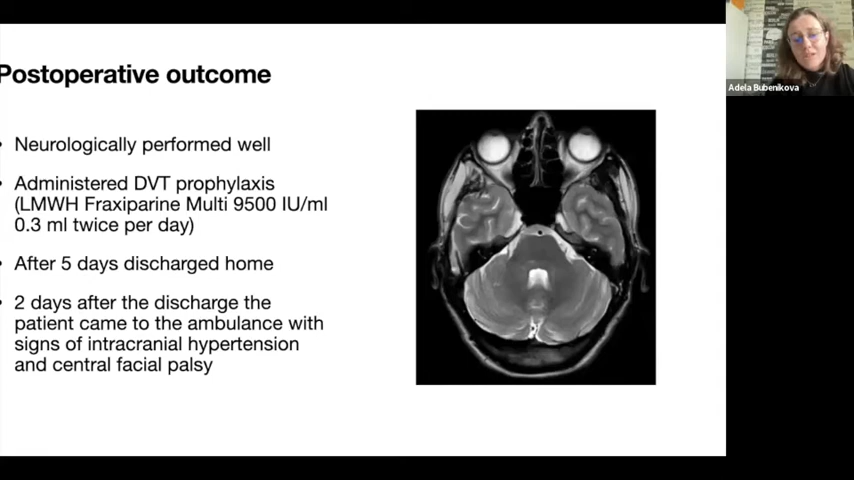 Postoperative outcome
Adela Bubenikova
• Neurologically performed well
• Administered DVT prophylaxis
(LMWH Fraxiparine Multi 9500 IU/ml
0.3 ml twice per day)
• After 5 days discharged home
• 2 days after the discharge the
patient came to the ambulance with
signs of intracranial hypertension
and central facial palsy